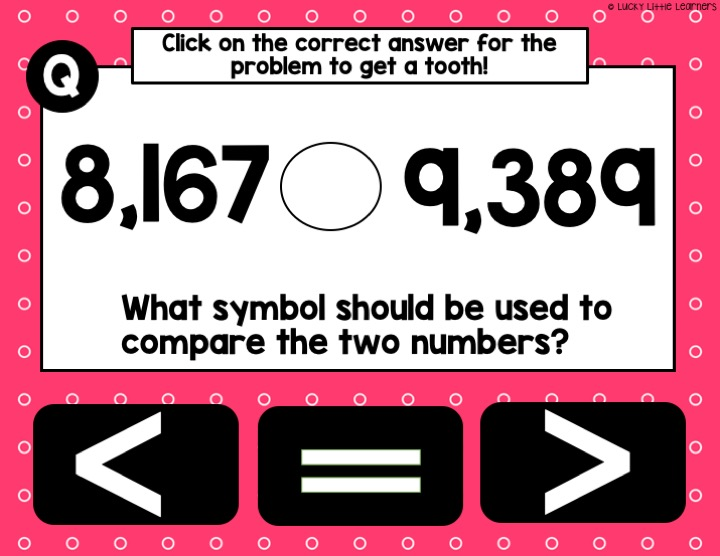 © Lucky Little Learners
Click on the correct answer for the
problem to get a tooth!
Q
8,167 9,389
What symbol should be used to
compare the two numbers?
< = >